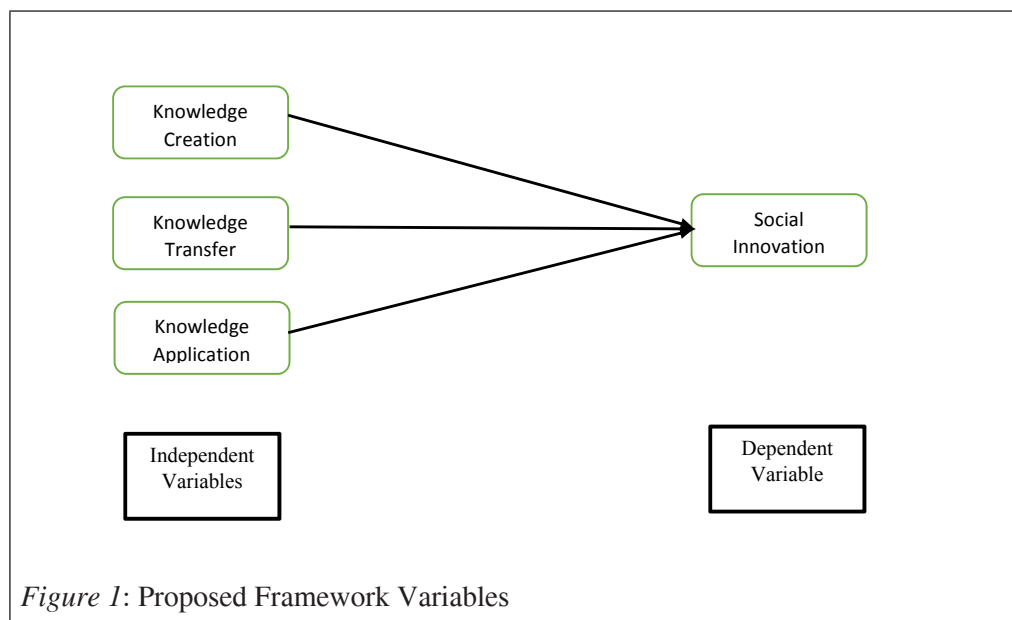 Knowledge
Creation
Knowledge
Transfer
Social
Innovation
Knowledge
Application
Independent
Variables
Dependent
Variable
Figure 1: Proposed Framework Variables